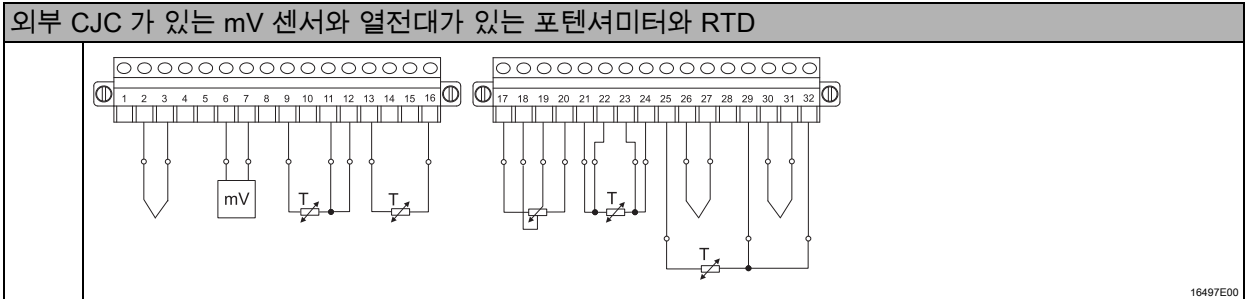 외부 CJC 가 있는 mV 센서와 열전대가 있는 포텐셔미터와 RTD
1 2 3 4 5 6 7 8 9 10 11 12 13 14 15 16 17 18 19 20 21 22 23 24 25 26 27 28 29 30 31 32
mV T T T
T
16497E00